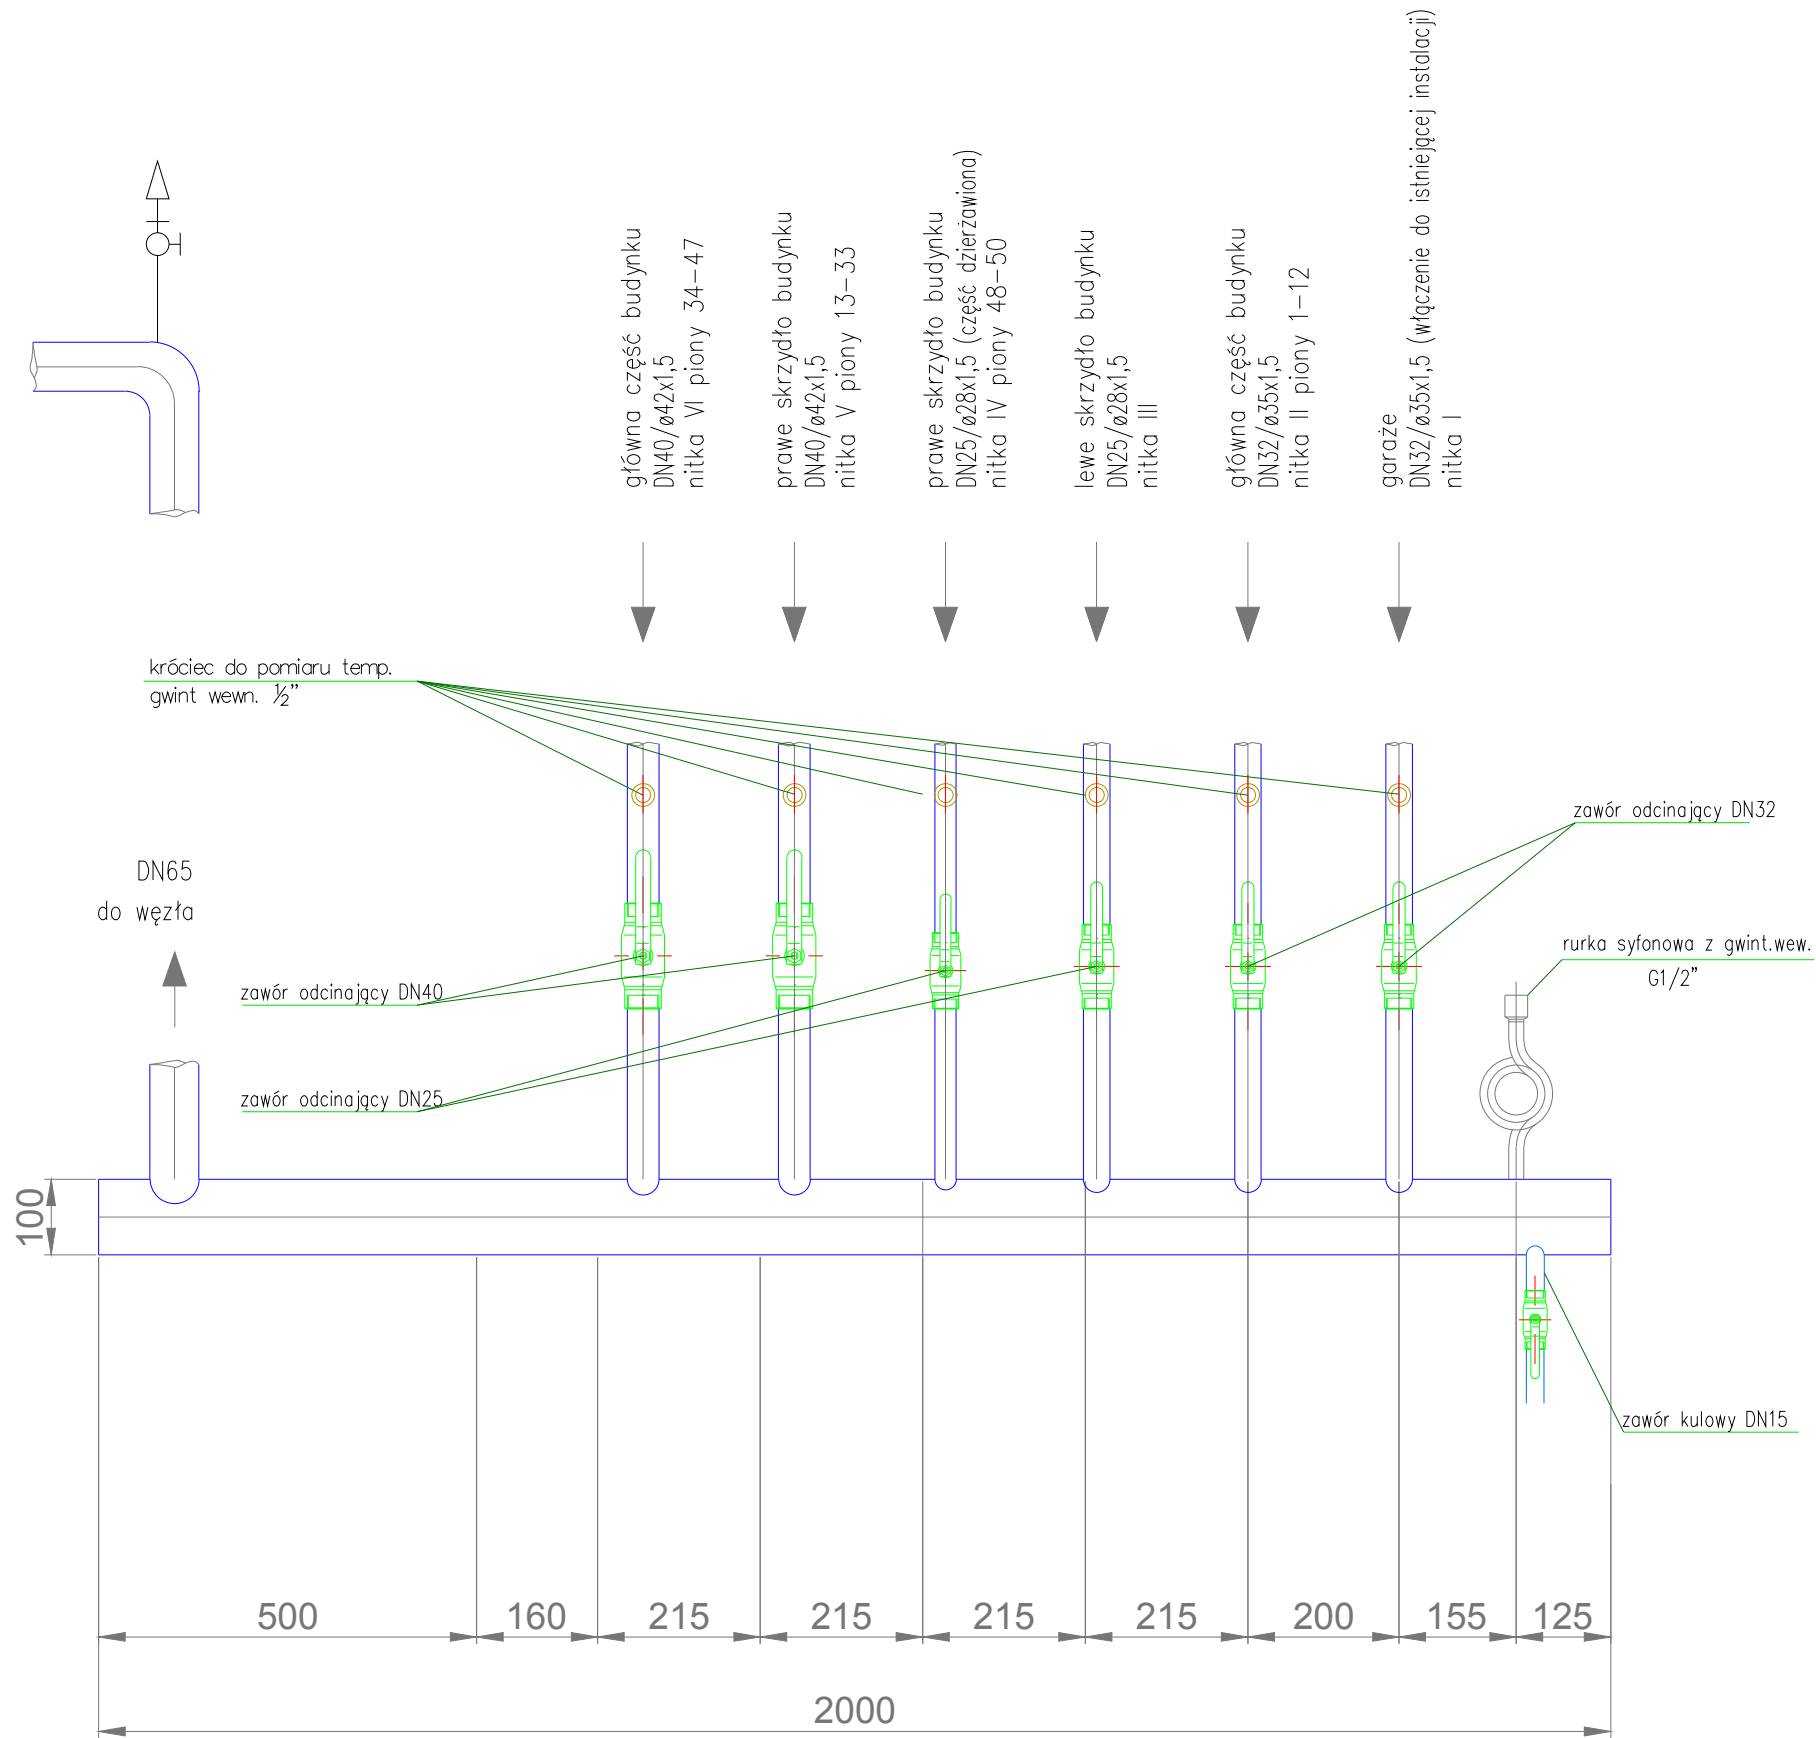 główna część budynku
DN40/ø42x1,5
nitka VI piony 34-47
prawe skrzydło budynku
DN40/ø42x1,5
nitka V piony 13-33
prawe skrzydło budynku
DN25/ø28x1,5 (część dzierżawiona)
nitka IV piony 48-50
lewe skrzydło budynku
DN25/ø28x1,5
nitka III
główna część budynku
DN32/ø35x1,5
nitka II piony 1-12
garaże
DN32/ø35x1,5 (włączenie do istniejącej instalacji)
nitka I
króciec do pomiaru temp.
gwint wewn. ½"
zawór odcinający DN32
DN65
do węzła
rurka syfonowa z gwint.wew.
G1/2"
zawór odcinający DN40
zawór odcinający DN25
100
zawór kulowy DN15
500
160
215
215
215
215
200
155
125
2000